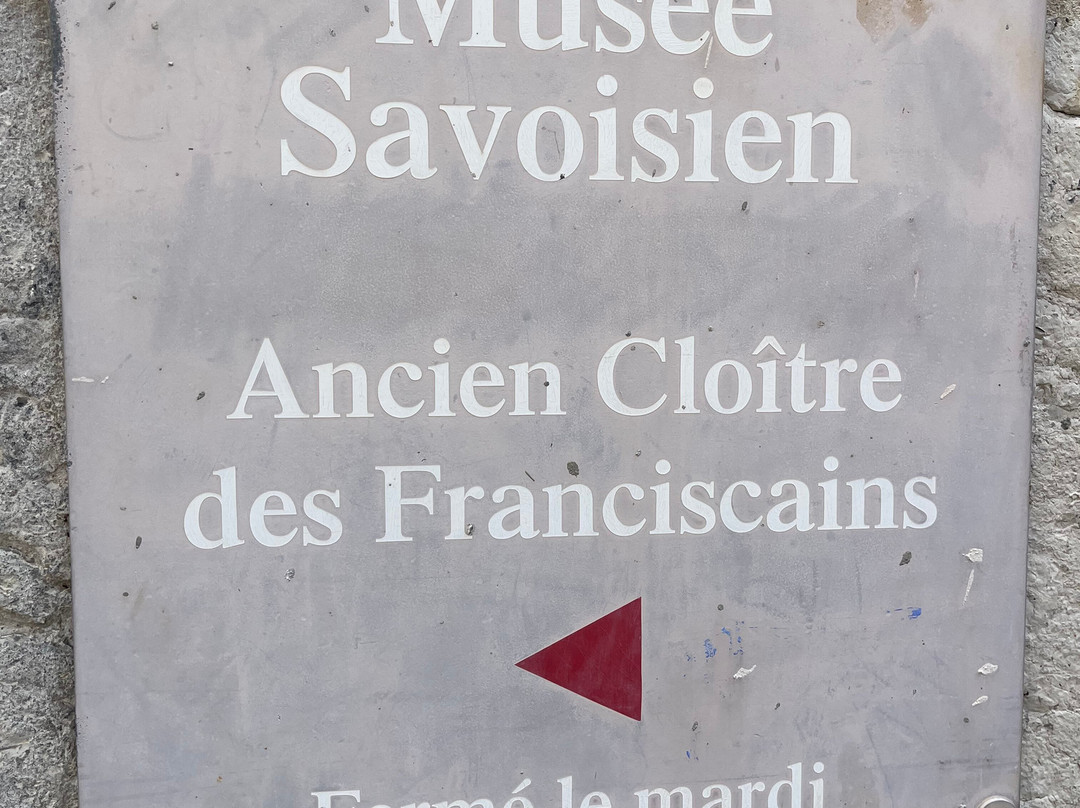 Musée
Savoisien
Ancien Cloître
des Franciscains
Fermé le mardi